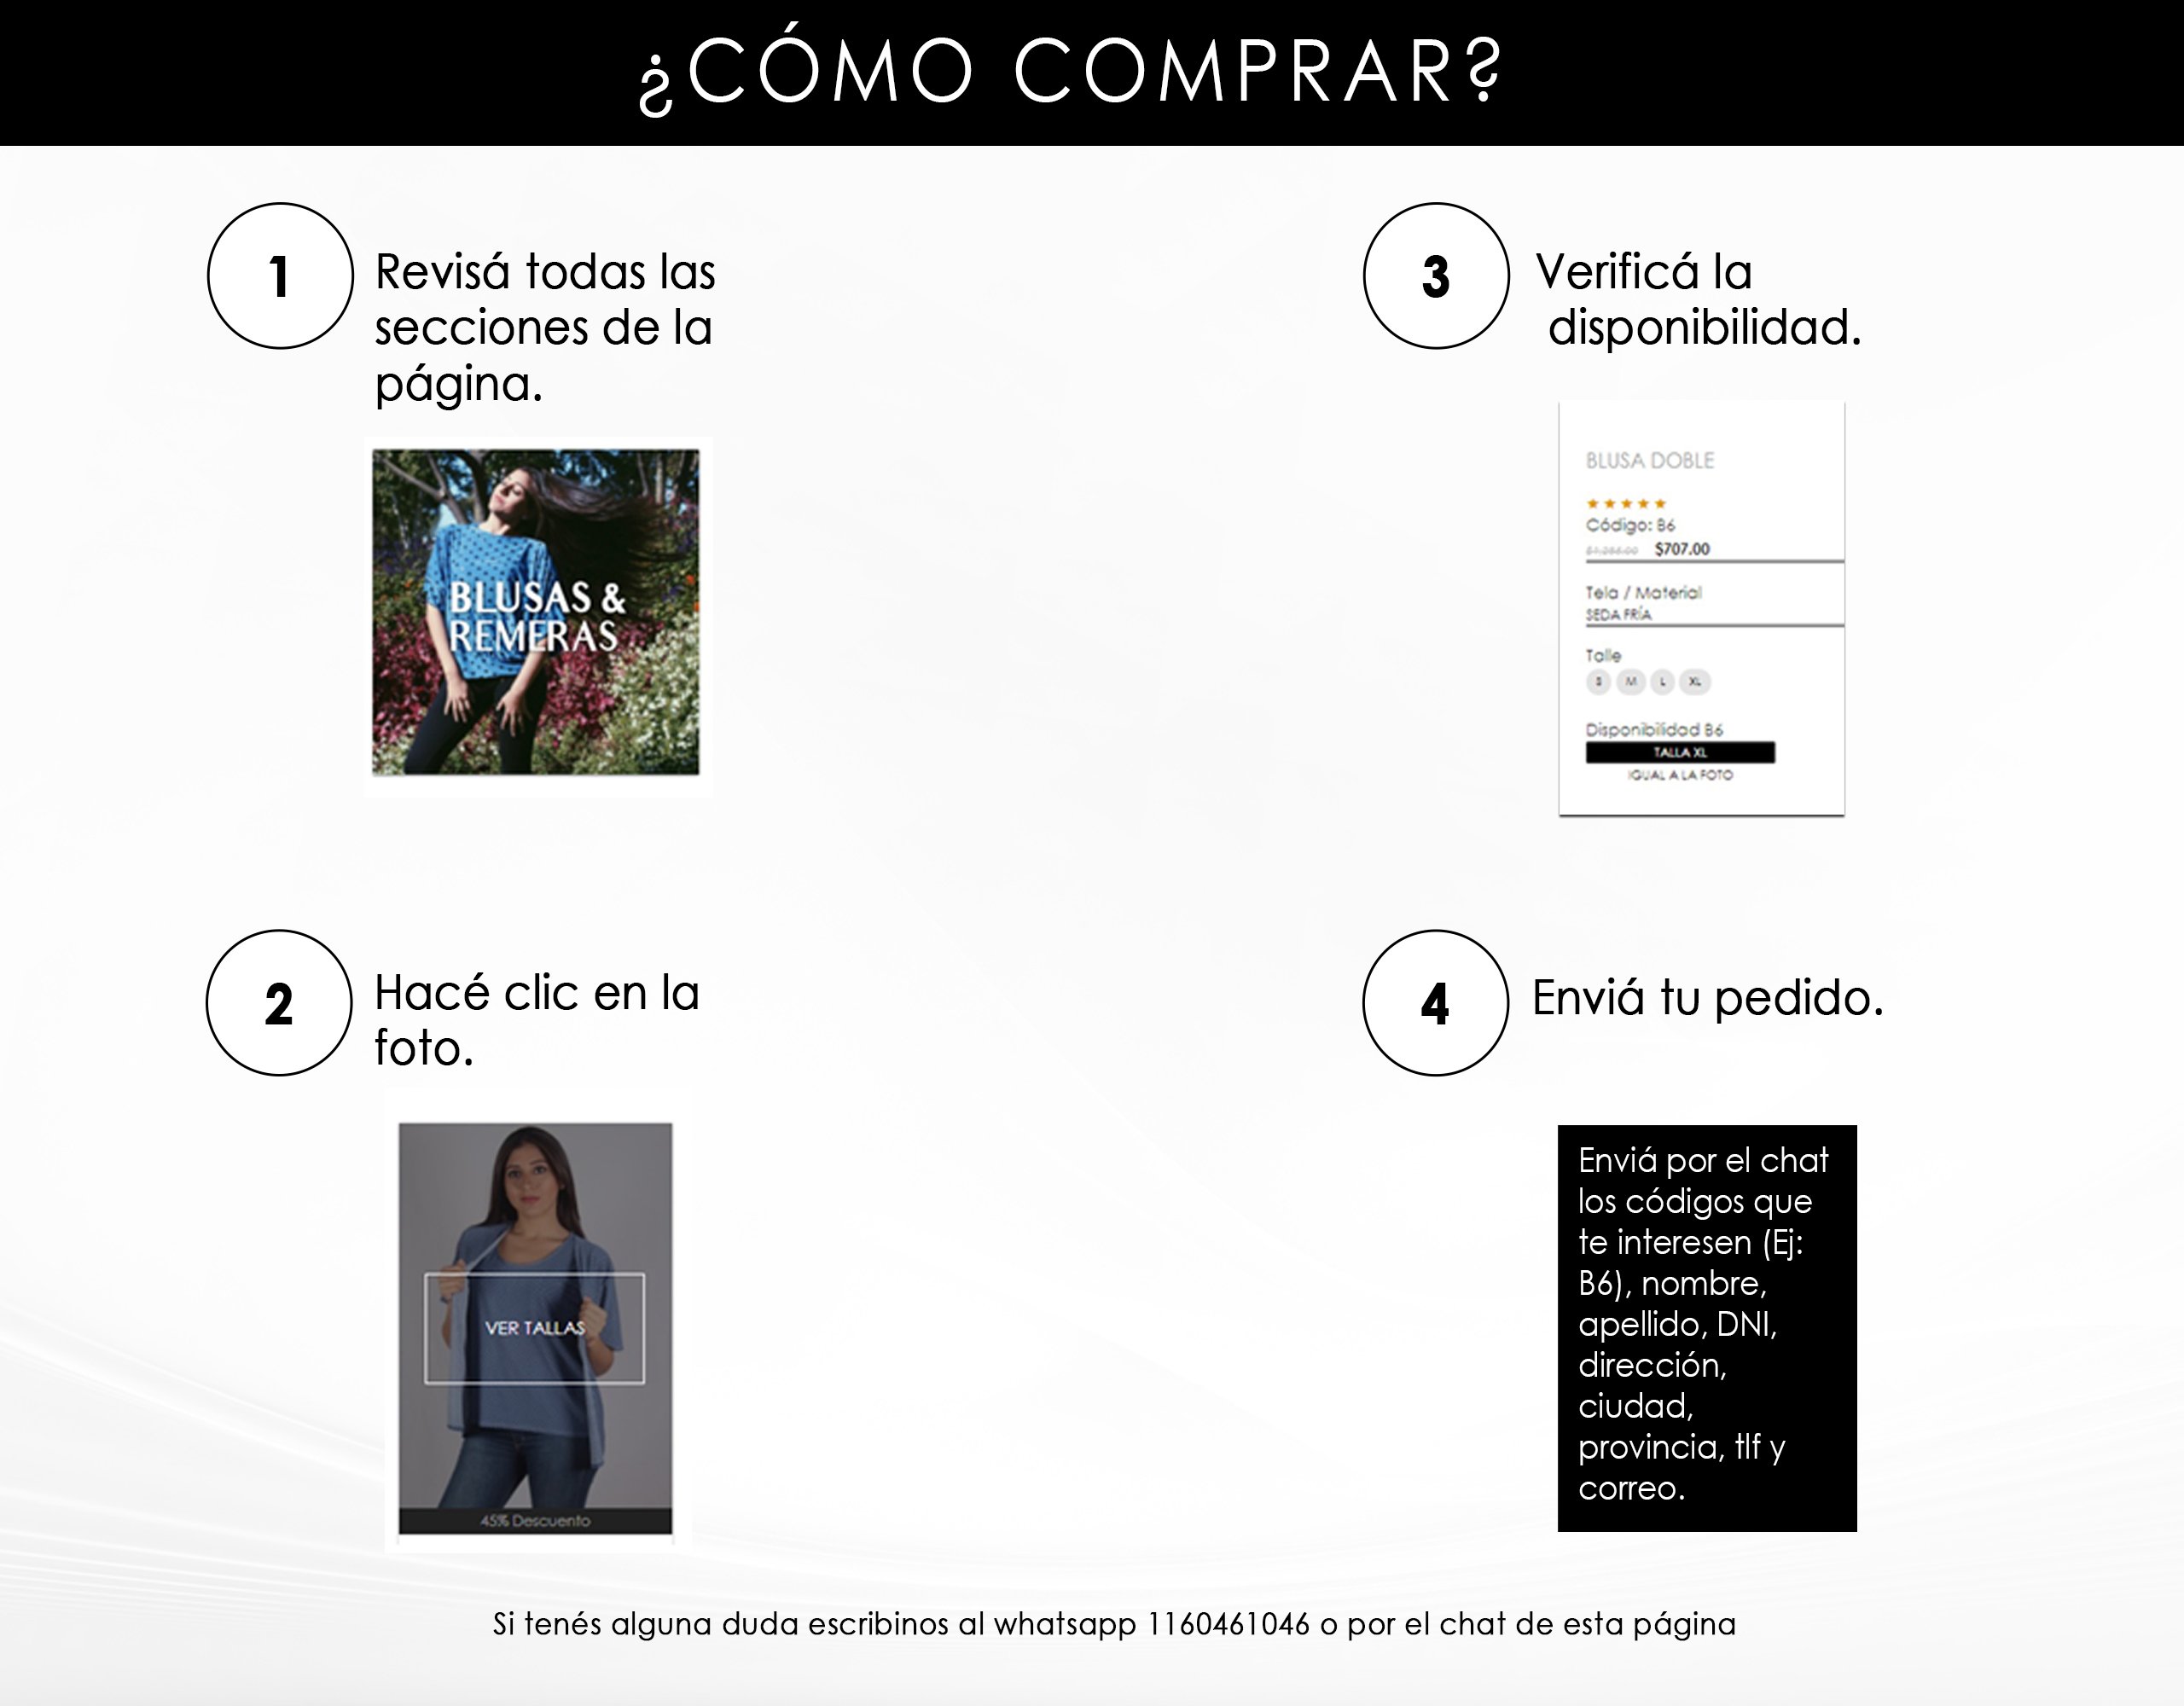 ¿CÓMO COMPRAR?
1
Revisá todas las
secciones de la
página.
BLUSAS &
REMERAS
2
Hacé clic en la
foto.
VER TALLAS
45% Descuento
3
Verificá la
disponibilidad.
BLUSA DOBLE
Código: B6
$707.00
Tela / Material
SEDA FRÍA
Talle
S M L XL
Disponibilidad B6
TALLA XL
IGUAL A LA FOTO
4
Enviá tu pedido.
Enviá por el chat
los códigos que
te interesen (Ej:
B6), nombre,
apellido, DNI,
dirección,
ciudad,
provincia, tlf y
correo.
Si tenés alguna duda escribinos al whatsapp 1160461046 o por el chat de esta página